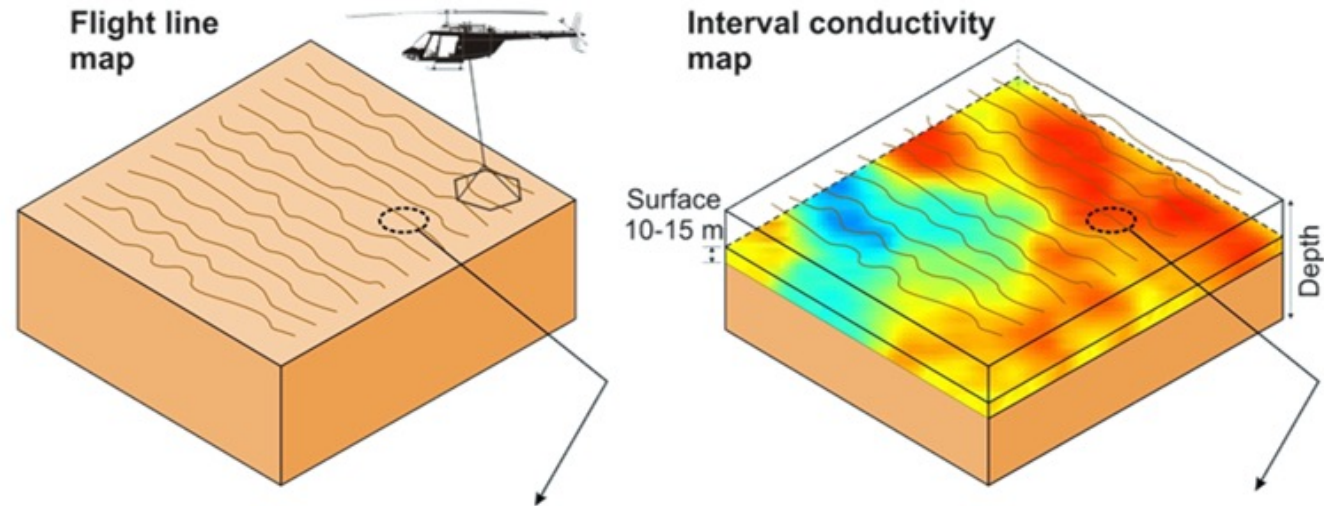 Flight line
map
Interval conductivity
map
Surface
10-15 m
Depth